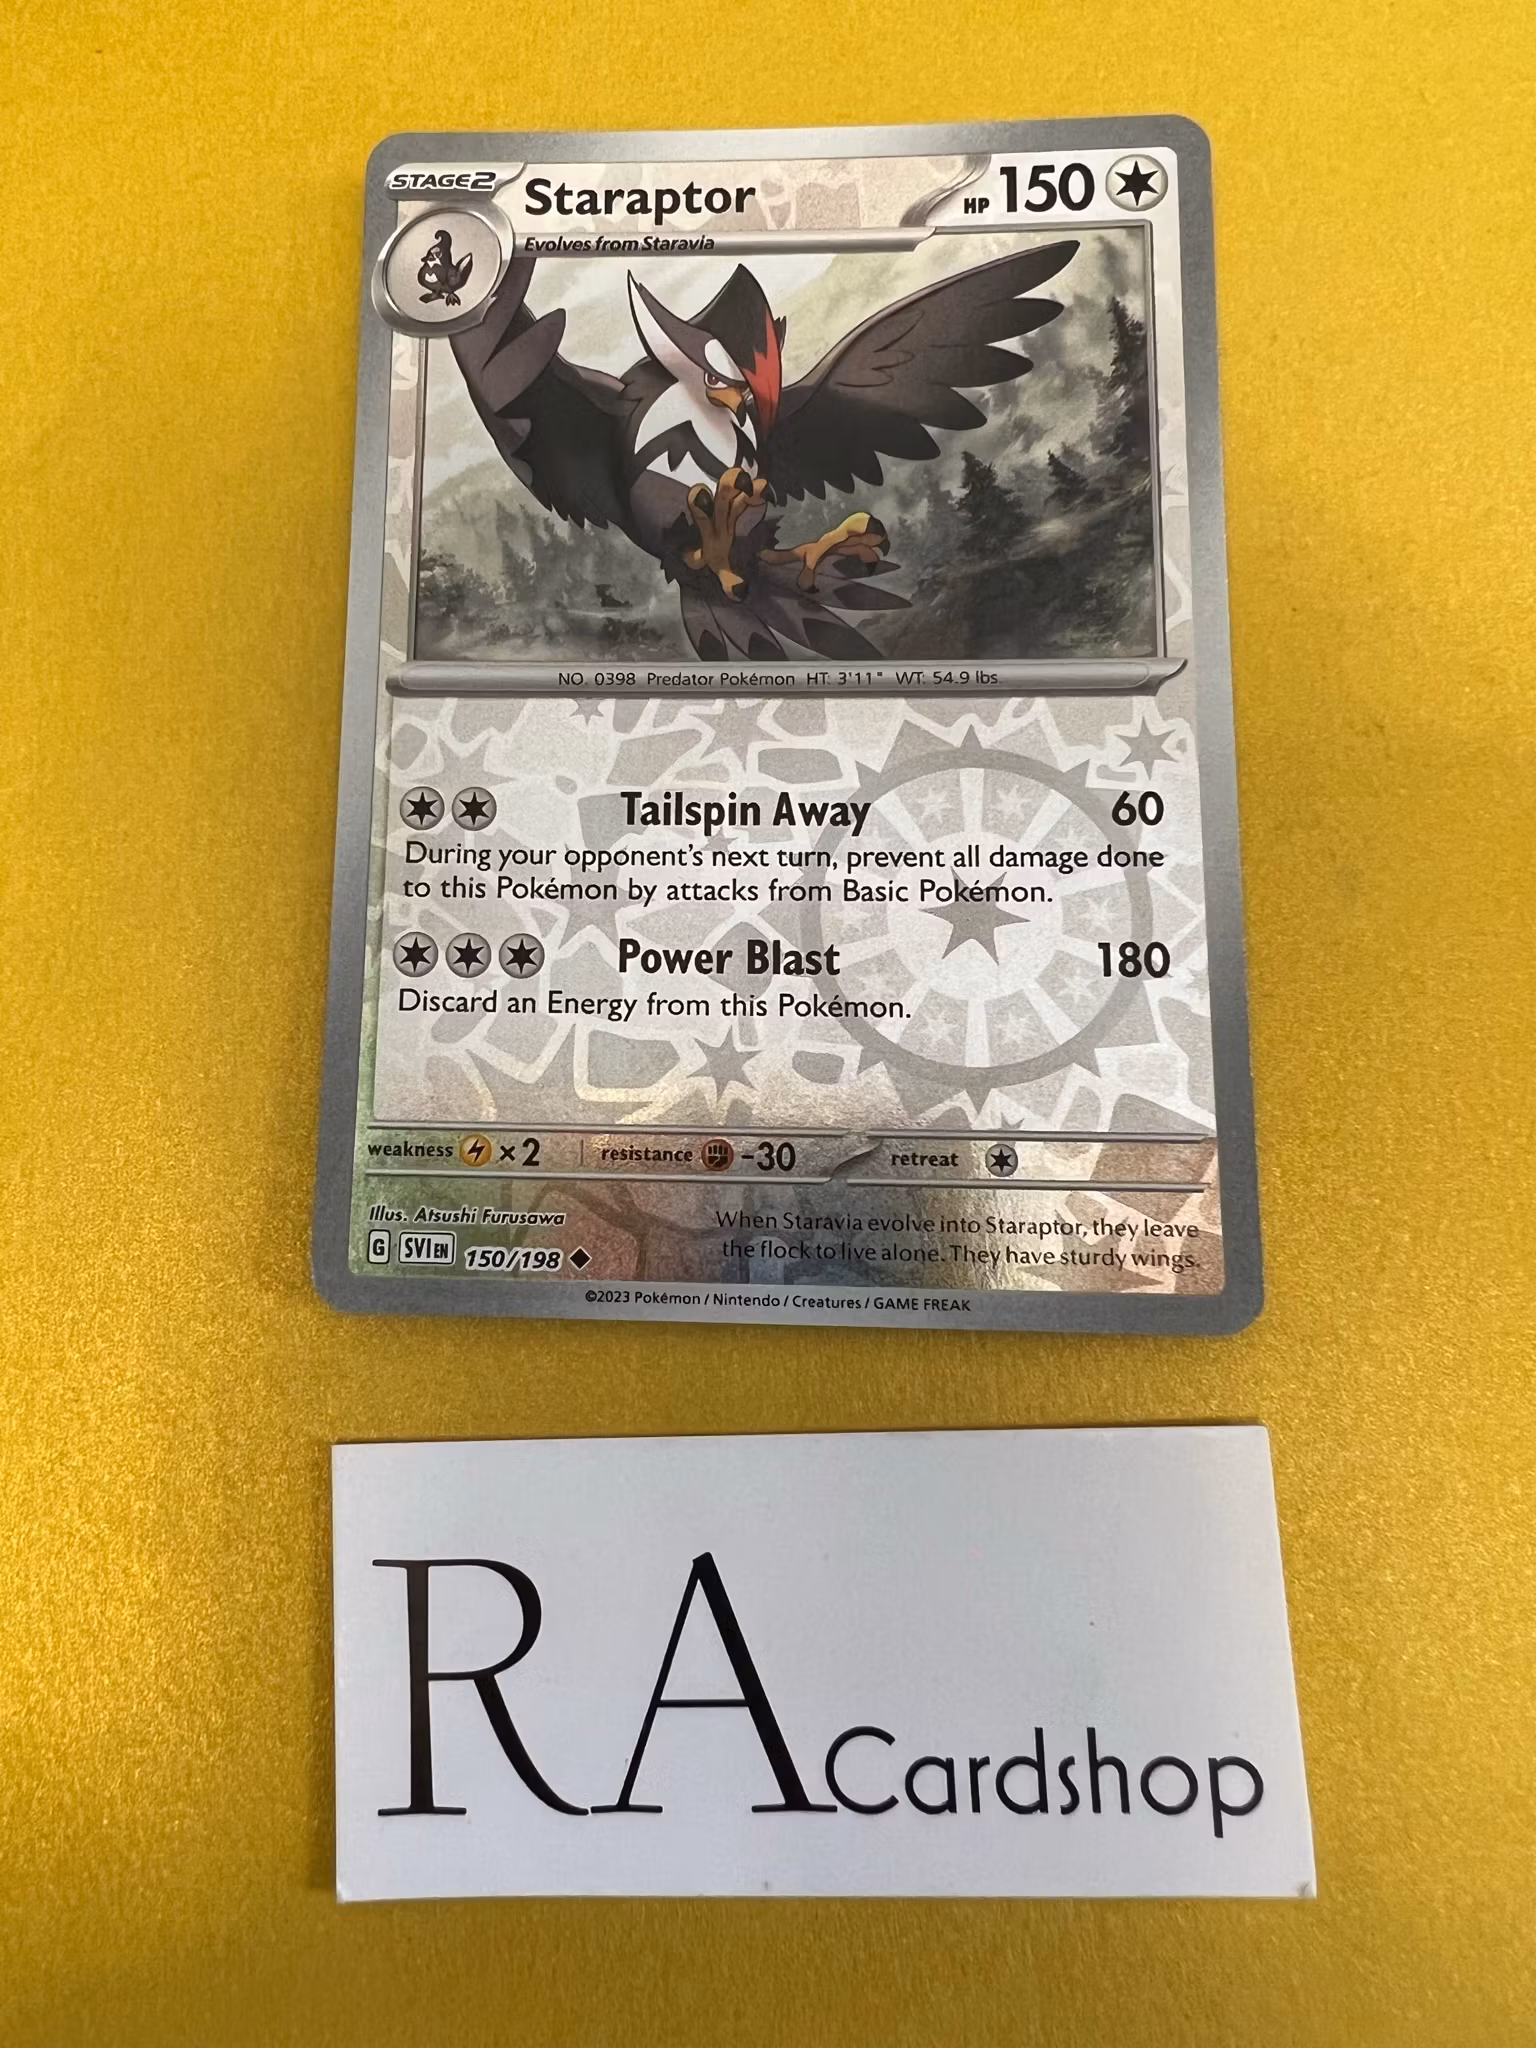 STAGE2
Staraptor
HP 150
Evolves from Staravia
NO. 0398 Predator Pokémon HT: 3'11" WT: 54.9 lbs.
Tailspin Away 60
During your opponent's next turn, prevent all damage done
to this Pokémon by attacks from Basic Pokémon.
Power Blast 180
Discard an Energy from this Pokémon.
weakness ×2 resistance -30 retreat
Illus. Atsushi Furusawa
G SVI EN 150/198
When Staravia evolve into Staraptor, they leave
the flock to live alone. They have sturdy wings.
©2023 Pokémon / Nintendo / Creatures / GAME FREAK
RA Cardshop